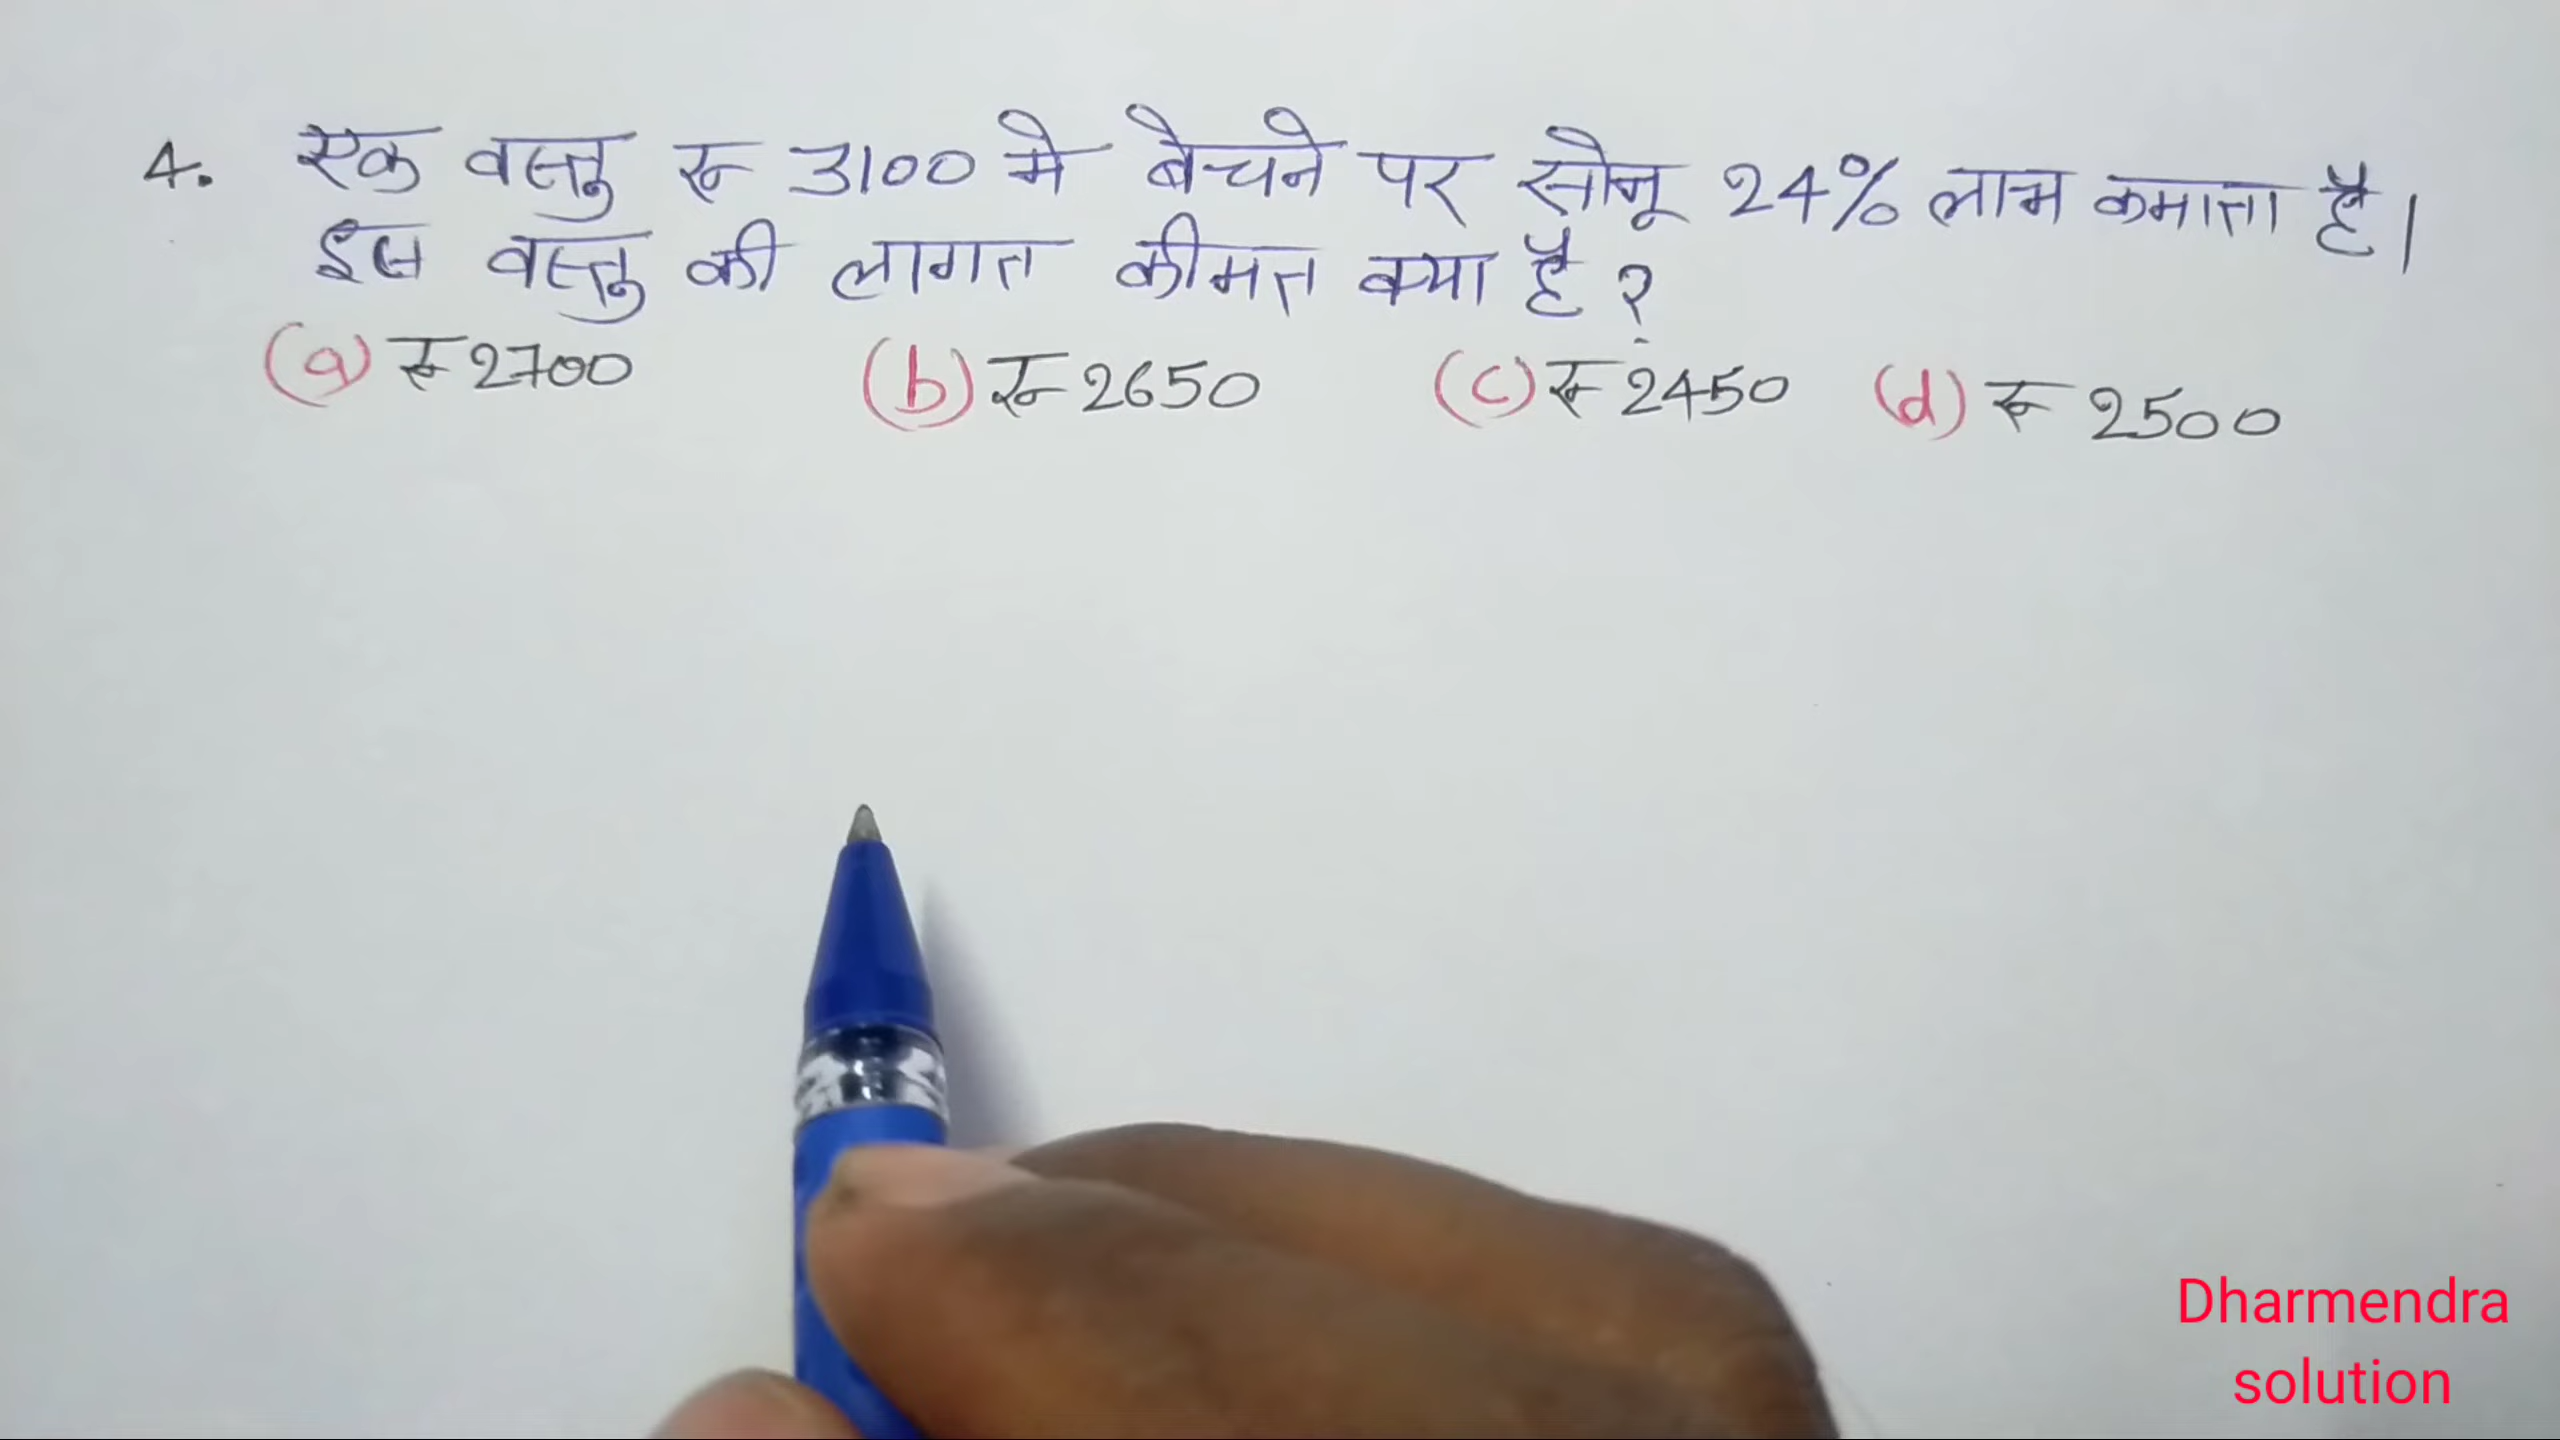 4. एक वस्तु रू 3100 मे बेचने पर सोनू 24% लाभ कमाता है।
इस वस्तु की लागत कीमत क्या है ?
(a) रू 2700 (b) रू 2650 (c) रू 2450 (d) रू 2500
Dharmendra
solution